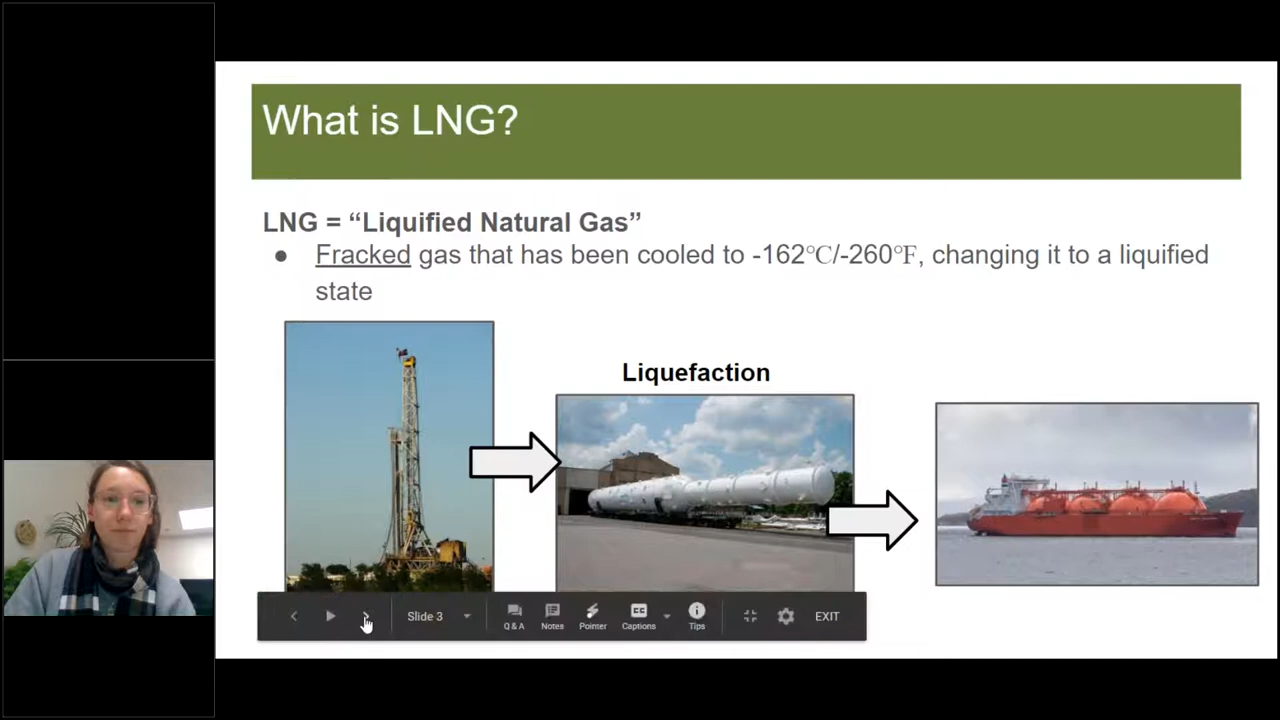 What is LNG?
LNG = “Liquified Natural Gas”
● Fracked gas that has been cooled to -162℃/-260℉, changing it to a liquified
state
Liquefaction
Slide 3
Q & A
Notes
Pointer
Captions
Tips
EXIT